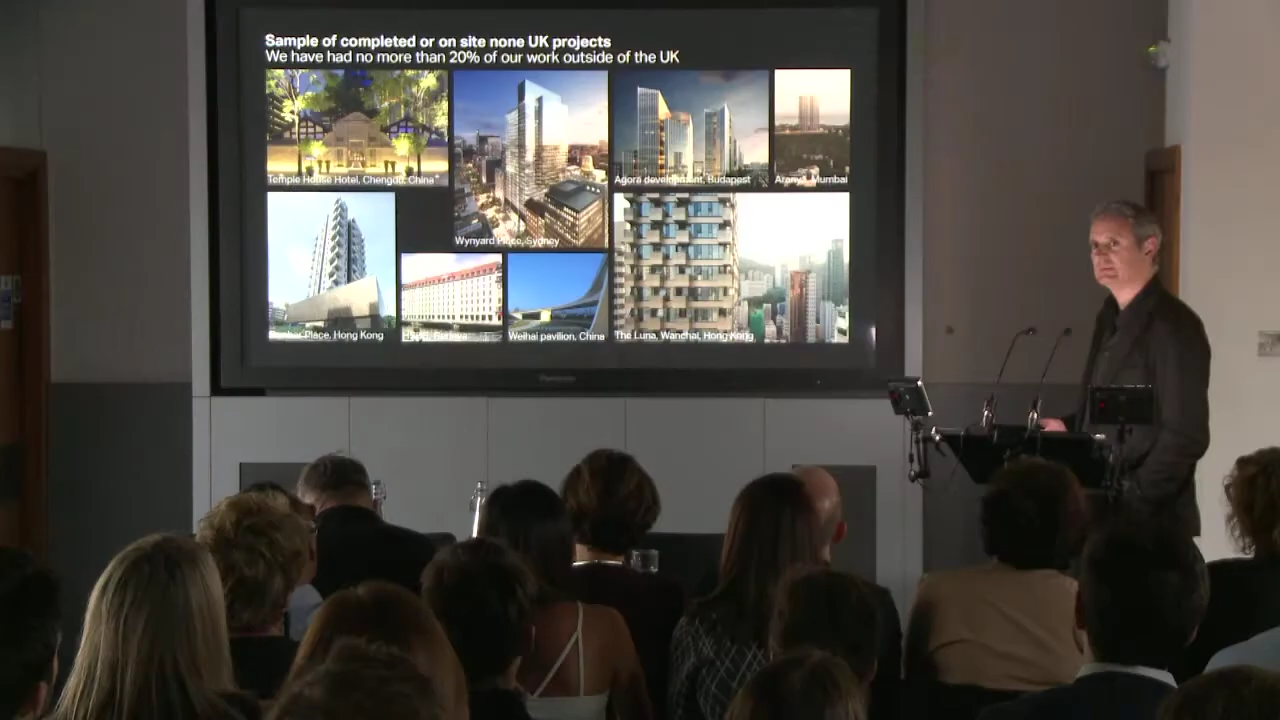 Sample of completed or on site none UK projects
We have had no more than 20% of our work outside of the UK
Temple House Hotel, Chengdu, China
Wynyard Place, Sydney
Agora development, Budapest
Mumbai
Place, Hong Kong
Weihai pavilion, China
The Luna, Wanchai, Hong Kong
Panasonic